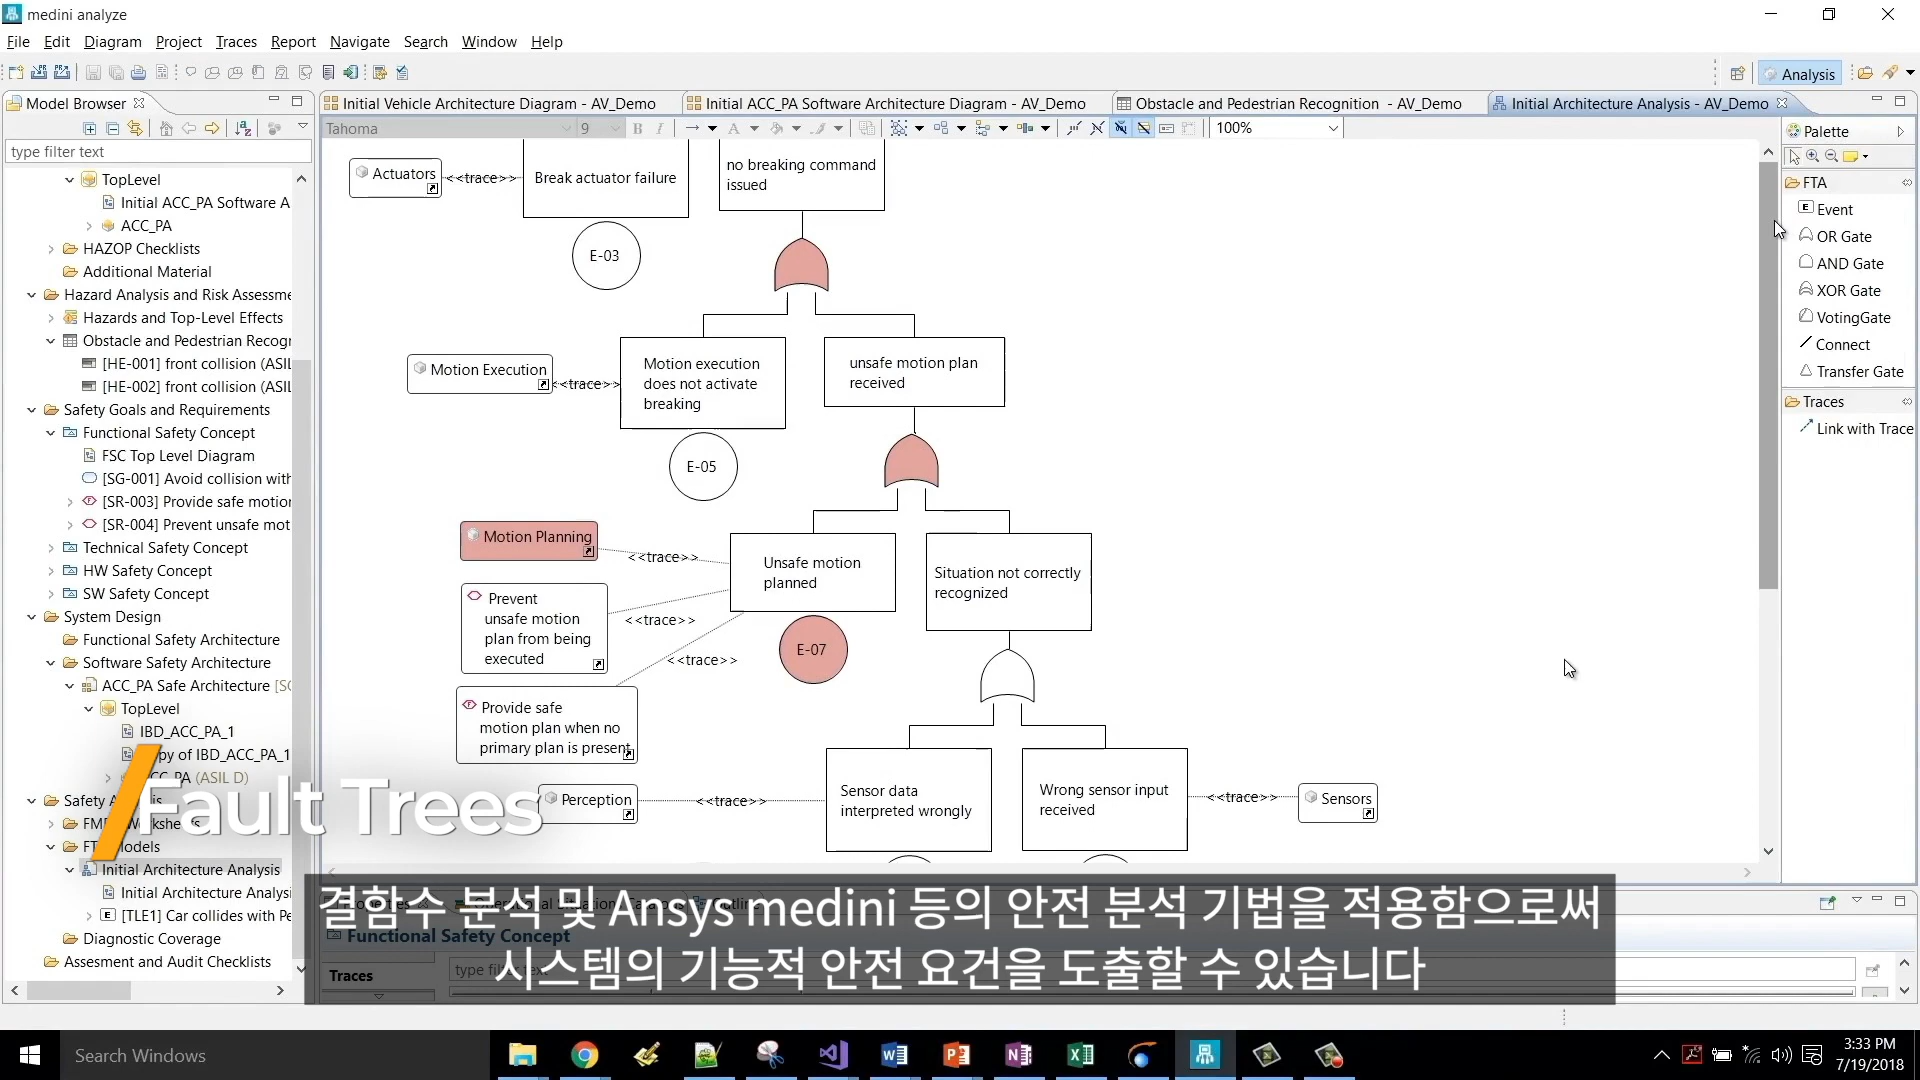 medini analyze
File Edit Diagram Project Traces Report Navigate Search Window Help
Analysis
Model Browser
Initial Vehicle Architecture Diagram - AV_Demo
Initial ACC_PA Software Architecture Diagram - AV_Demo
Obstacle and Pedestrian Recognition - AV_Demo
Initial Architecture Analysis - AV_Demo
Tahoma 9 B I A 100%
type filter text
TopLevel
Initial ACC_PA Software A
ACC_PA
HAZOP Checklists
Additional Material
Hazard Analysis and Risk Assessme
Hazards and Top-Level Effects
Obstacle and Pedestrian Recogr
[HE-001] front collision (ASIL
[HE-002] front collision (ASIL
Safety Goals and Requirements
Functional Safety Concept
FSC Top Level Diagram
[SG-001] Avoid collision with
[SR-003] Provide safe motion
[SR-004] Prevent unsafe mot
Technical Safety Concept
HW Safety Concept
SW Safety Concept
System Design
Functional Safety Architecture
Software Safety Architecture
ACC_PA Safe Architecture
TopLevel
IBD_ACC_PA_1
py of IBD_ACC_PA_1
(ASIL D)
Models
Initial Architecture Analysis
Initial Architecture Analysi
[TLE1] Car collides with Pe
Diagnostic Coverage
Assesment and Audit Checklists
Actuators
<<trace>>
Break actuator failure
E-03
no breaking command
issued
Motion Execution
<<trace>>
Motion execution
does not activate
breaking
E-05
unsafe motion plan
received
Motion Planning
<<trace>>
Prevent
unsafe motion
plan from being
executed
<<trace>>
Provide safe
motion plan when no
primary plan is present
<<trace>>
Unsafe motion
planned
E-07
Situation not correctly
recognized
Perception
<<trace>>
Sensor data
interpreted wrongly
Wrong sensor input
received
<<trace>>
Sensors
Palette
FTA
Event
OR Gate
AND Gate
XOR Gate
VotingGate
Connect
Transfer Gate
Traces
Link with Trace
Fault Trees
Functional Safety Concept
Traces
type filter text
결함수 분석 및 Ansys medini 등의 안전 분석 기법을 적용함으로써
시스템의 기능적 안전 요건을 도출할 수 있습니다
Search Windows
3:33 PM
7/19/2018